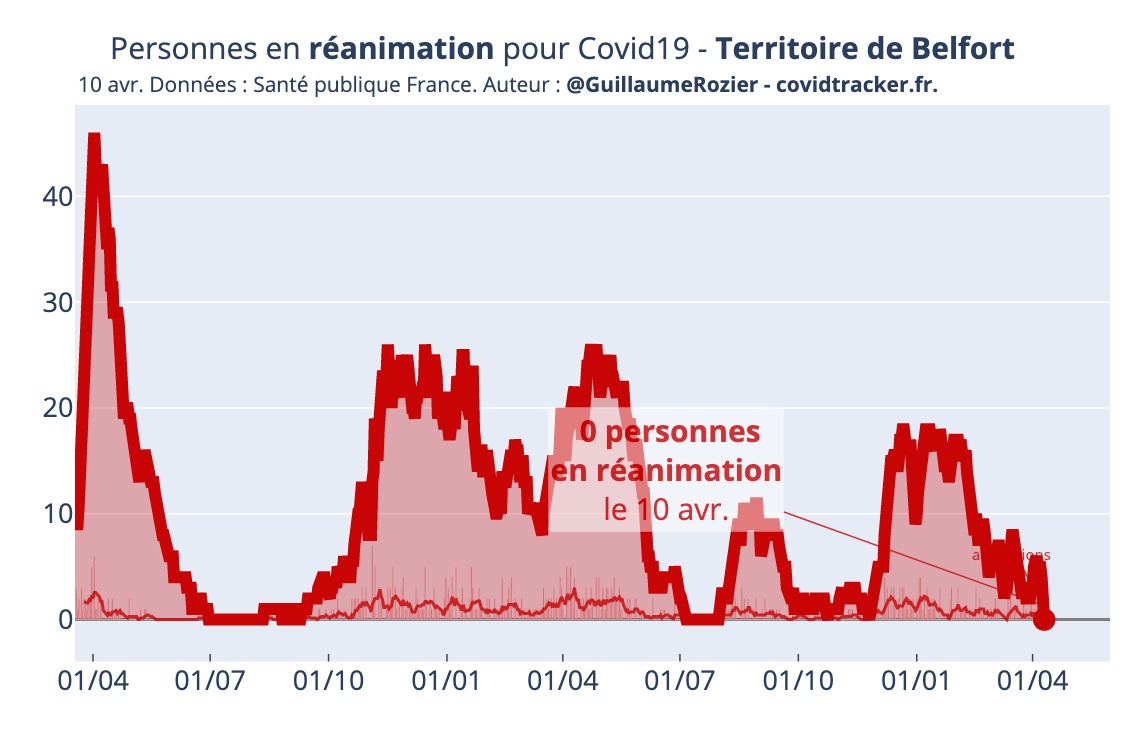 Personnes en réanimation pour Covid19 - Territoire de Belfort
10 avr. Données : Santé publique France. Auteur : @GuillaumeRozier - covidtracker.fr.
40
30
20
10
0
0 personnes
en réanimation
le 10 avr.
01/04
01/07
01/10
01/01
01/04
01/07
01/10
01/01
01/04